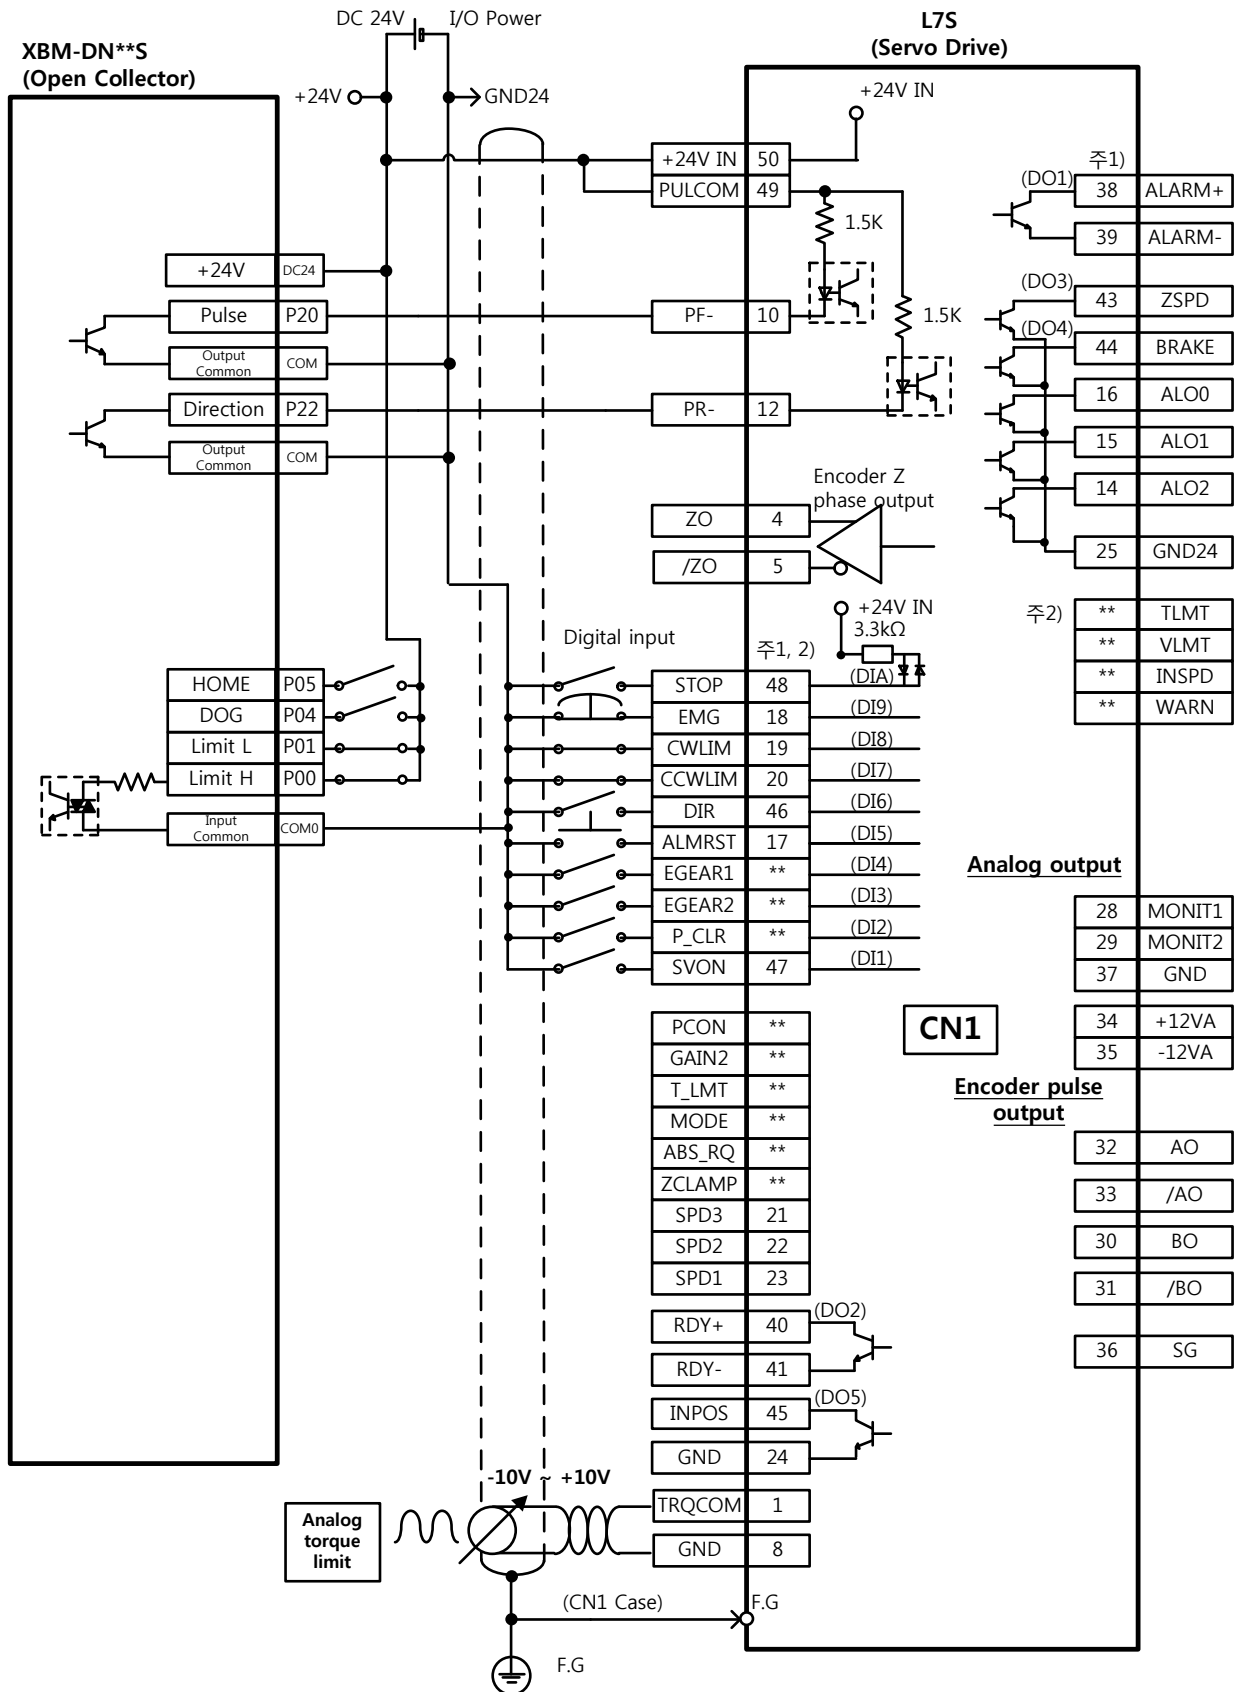 DC 24V I/O Power
L7S
(Servo Drive)
XBM-DN**S
(Open Collector)
+24V
GND24
+24V IN
+24V IN 50
PULCOM 49
1.5K
1.5K
주1)
(DO1)
38 ALARM+
39 ALARM-
+24V DC24
Pulse P20
Output Common COM
Direction P22
Output Common COM
PF- 10
PR- 12
(DO3)
43 ZSPD
(DO4)
44 BRAKE
16 ALO0
15 ALO1
14 ALO2
25 GND24
Encoder Z
phase output
ZO 4
/ZO 5
+24V IN
3.3kΩ
주2)
** TLMT
** VLMT
** INSPD
** WARN
Digital input
주1, 2)
HOME P05
DOG P04
Limit L P01
Limit H P00
Input Common COM0
STOP 48 (DIA)
EMG 18 (DI9)
CWLIM 19 (DI8)
CCWLIM 20 (DI7)
DIR 46 (DI6)
ALMRST 17 (DI5)
EGEAR1 ** (DI4)
EGEAR2 ** (DI3)
P_CLR ** (DI2)
SVON 47 (DI1)
Analog output
28 MONIT1
29 MONIT2
37 GND
34 +12VA
35 -12VA
CN1
PCON **
GAIN2 **
T_LMT **
MODE **
ABS_RQ **
ZCLAMP **
SPD3 21
SPD2 22
SPD1 23
Encoder pulse
output
32 AO
33 /AO
30 BO
31 /BO
36 SG
RDY+ 40 (DO2)
RDY- 41
INPOS 45 (DO5)
GND 24
-10V ~ +10V
Analog
torque
limit
TRQCOM 1
GND 8
(CN1 Case)
F.G
F.G